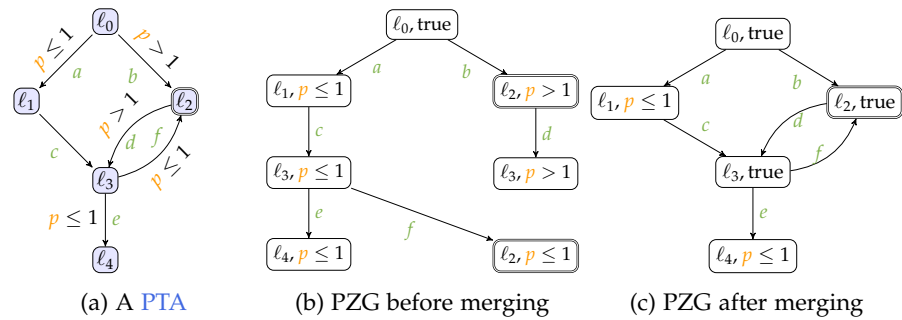 ℓ₀
p ≤ 1
p > 1
a
b
ℓ₁
ℓ₂
p > 1
c
d
f
ℓ₃
p ≤ 1
p ≤ 1
e
ℓ₄
(a) A PTA
ℓ₀, true
a
b
ℓ₁, p ≤ 1
ℓ₂, p > 1
c
d
ℓ₃, p ≤ 1
ℓ₃, p > 1
e
f
ℓ₄, p ≤ 1
ℓ₂, p ≤ 1
(b) PZG before merging
ℓ₀, true
a
b
ℓ₁, p ≤ 1
ℓ₂, true
c
d
f
ℓ₃, true
e
ℓ₄, p ≤ 1
(c) PZG after merging